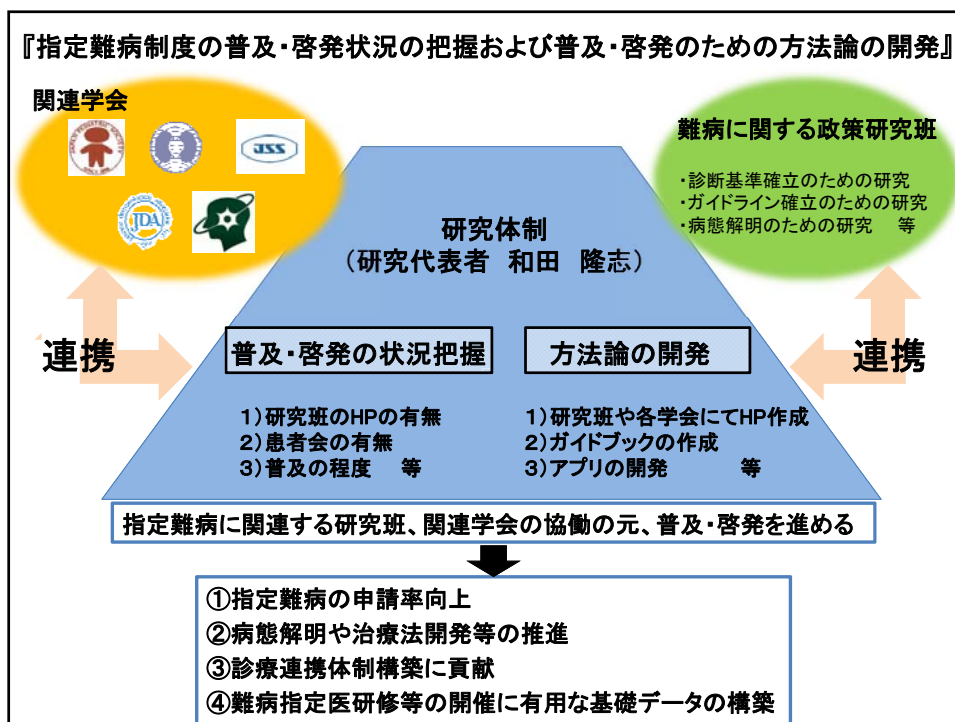 『指定難病制度の普及・啓発状況の把握および普及・啓発のための方法論の開発』
関連学会
JSS
JDA
難病に関する政策研究班
・診断基準確立のための研究
・ガイドライン確立のための研究
・病態解明のための研究　等
研究体制
（研究代表者　和田　隆志）
連携
連携
普及・啓発の状況把握
1）研究班のHPの有無
2）患者会の有無
3）普及の程度　等
方法論の開発
1）研究班や各学会にてHP作成
2）ガイドブックの作成
3）アプリの開発　　　等
指定難病に関連する研究班、関連学会の協働の元、普及・啓発を進める
①指定難病の申請率向上
②病態解明や治療法開発等の推進
③診療連携体制構築に貢献
④難病指定医研修等の開催に有用な基礎データの構築